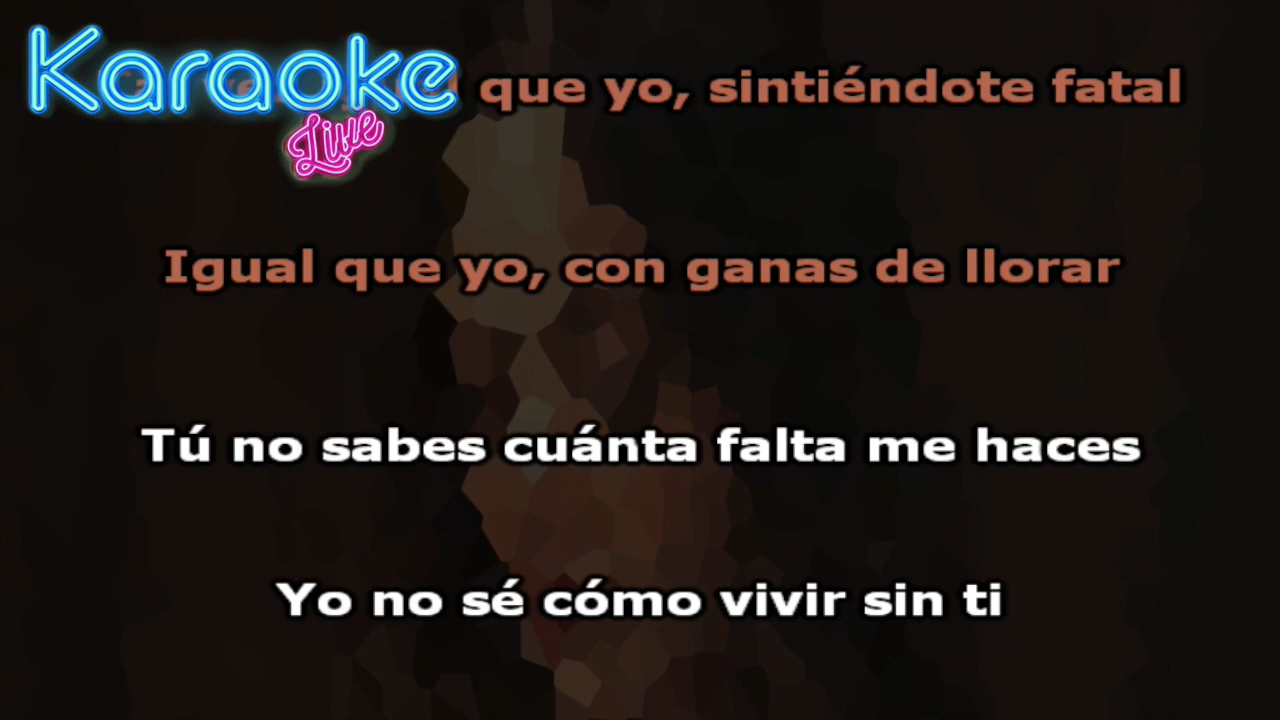 Karaoke
Live
que yo, sintiéndote fatal
Igual que yo, con ganas de llorar
Tú no sabes cuánta falta me haces
Yo no sé cómo vivir sin ti